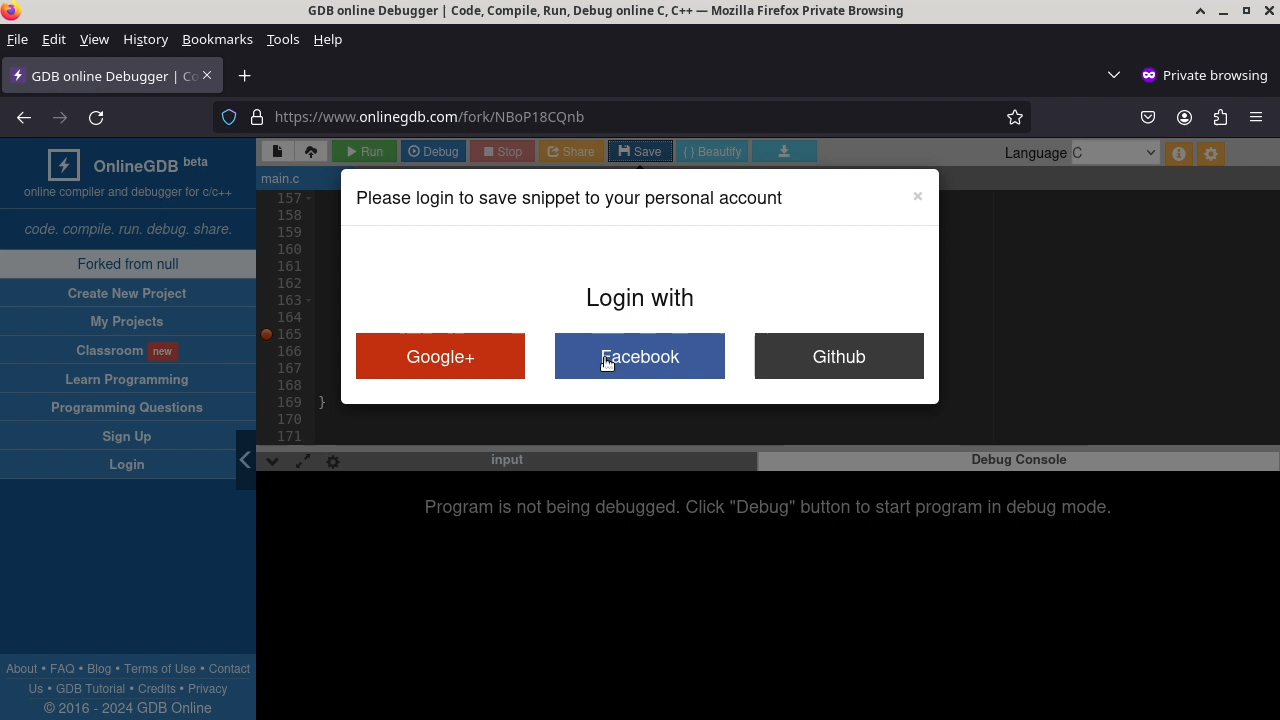 GDB online Debugger | Code, Compile, Run, Debug online C, C++ — Mozilla Firefox Private Browsing
File Edit View History Bookmarks Tools Help
GDB online Debugger | Co
Private browsing
https://www.onlinegdb.com/fork/NBoP18CQnb
OnlineGDB beta
online compiler and debugger for c/c++
code. compile. run. debug. share.
Forked from null
Create New Project
My Projects
Classroom new
Learn Programming
Programming Questions
Sign Up
Login
About • FAQ • Blog • Terms of Use • Contact
Us • GDB Tutorial • Credits • Privacy
© 2016 - 2024 GDB Online
Run Debug Stop Share Save { } Beautify Language C
main.c
157
158
159
160
161
162
163
164
165
166
167
168
169 }
170
171
Please login to save snippet to your personal account ×
Login with
Google+ Facebook Github
input Debug Console
Program is not being debugged. Click "Debug" button to start program in debug mode.